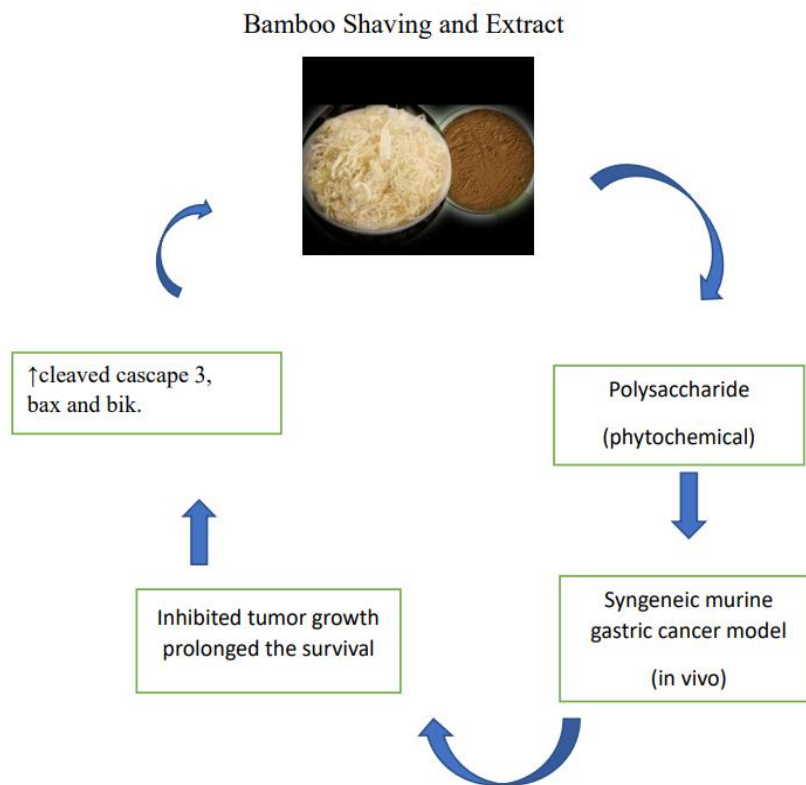 Bamboo Shaving and Extract
Polysaccharide
(phytochemical)
Syngeneic murine
gastric cancer model
(in vivo)
Inhibited tumor growth
prolonged the survival
↑cleaved cascape 3,
bax and bik.